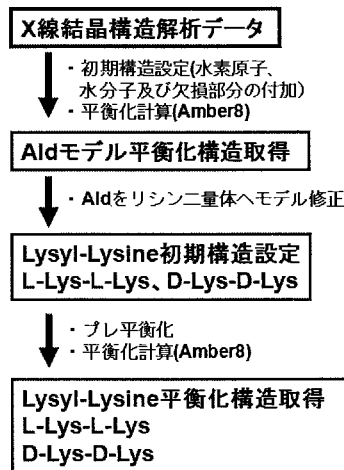 X線結晶構造解析データ
・初期構造設定(水素原子、
水分子及び欠損部分の付加)
・平衡化計算(Amber8)
Aldモデル平衡化構造取得
・Aldをリシン二量体へモデル修正
Lysyl-Lysine初期構造設定
L-Lys-L-Lys、D-Lys-D-Lys
・プレ平衡化
・平衡化計算(Amber8)
Lysyl-Lysine平衡化構造取得
L-Lys-L-Lys
D-Lys-D-Lys